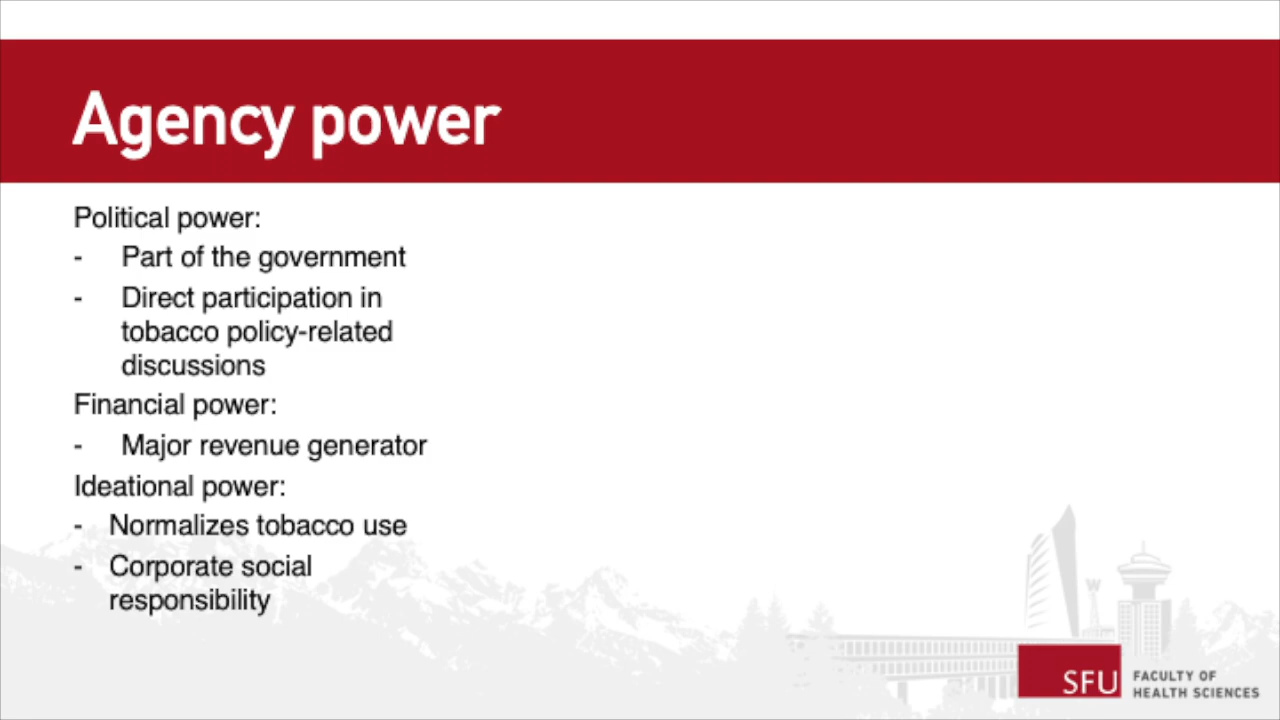 Agency power
Political power:
- Part of the government
- Direct participation in
tobacco policy-related
discussions
Financial power:
- Major revenue generator
Ideational power:
- Normalizes tobacco use
- Corporate social
responsibility
W
SFU
FACULTY OF
HEALTH SCIENCES